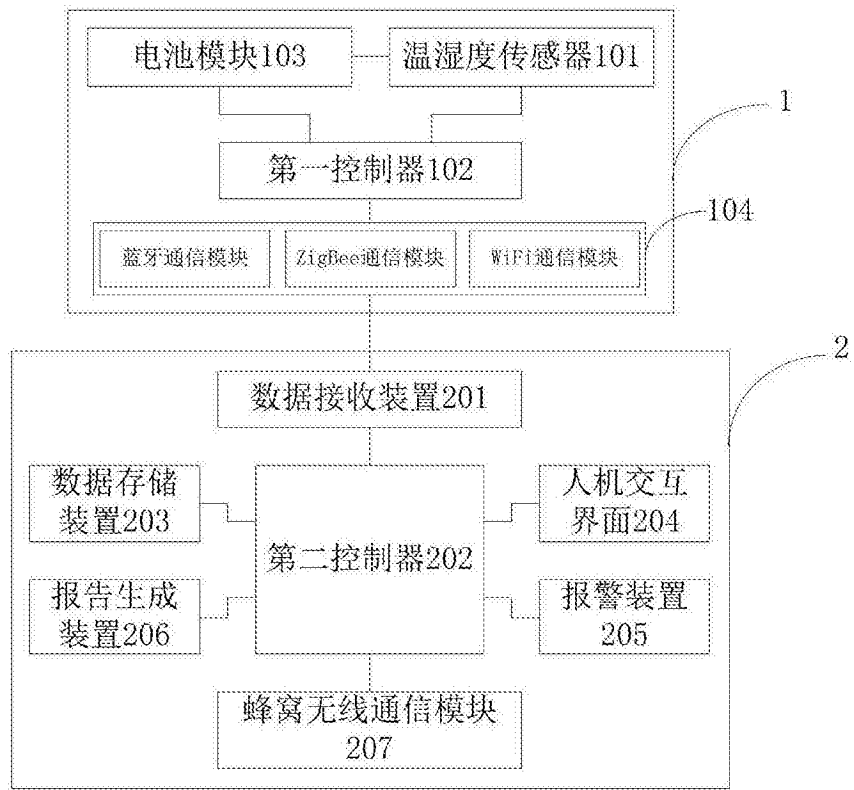 电池模块103
温湿度传感器101
1
第一控制器102
104
蓝牙通信模块
ZigBee通信模块
WiFi通信模块
2
数据接收装置201
数据存储
装置203
人机交互
界面204
第二控制器202
报告生成
装置206
报警装置
205
蜂窝无线通信模块
207